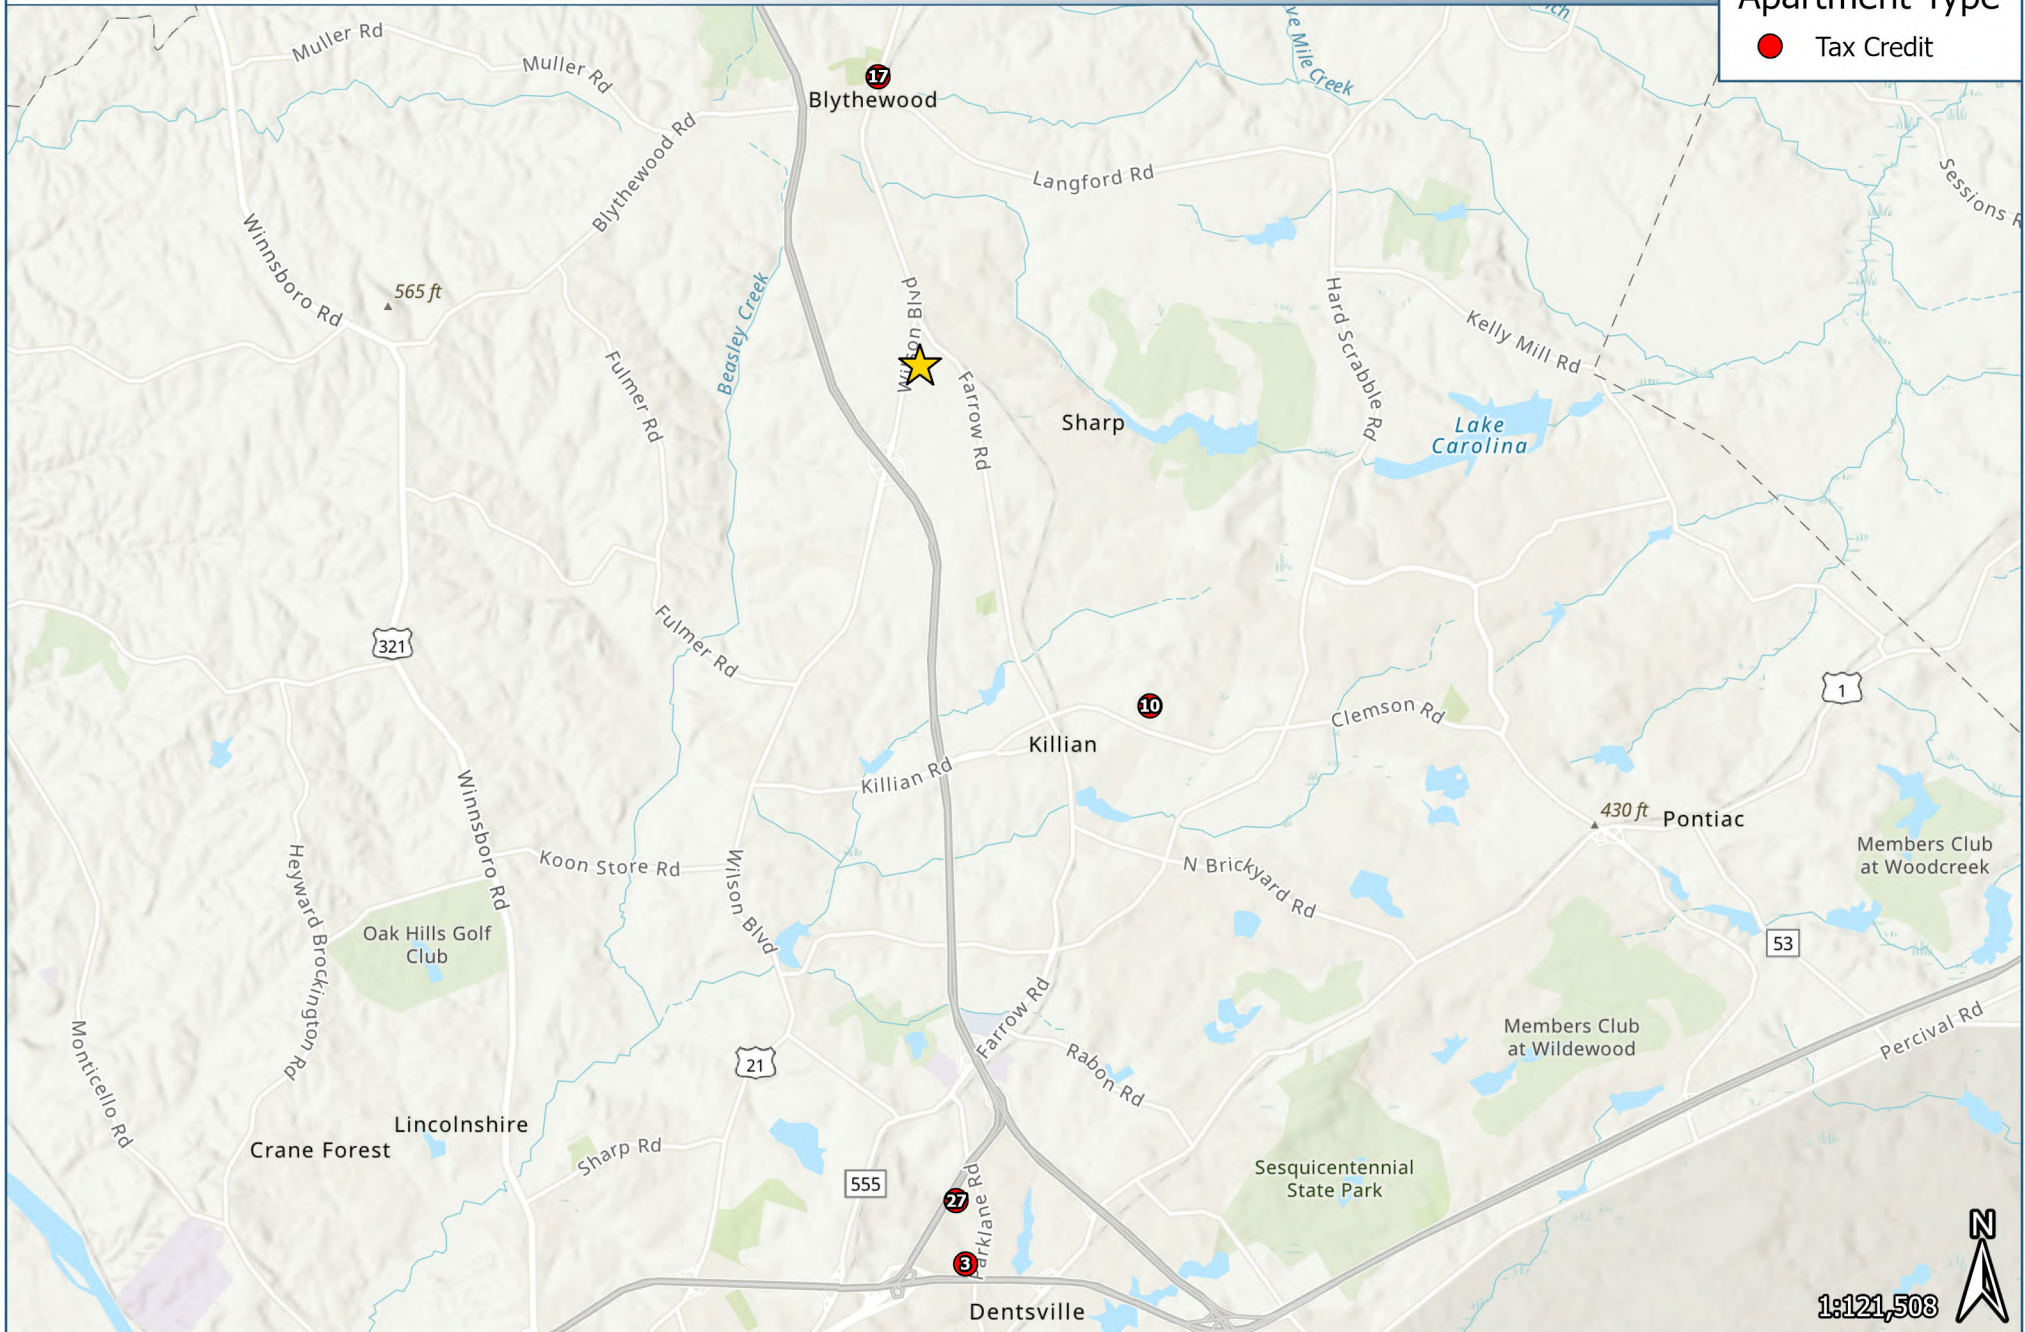 Apartment Type
Tax Credit
Muller Rd
Muller Rd
17
Blythewood
Mile Creek
Blythewood Rd
Langford Rd
Sessions
Winnsboro Rd
565 ft
Beasley Creek
Wilson Blvd
Hard Scrabble Rd
Kelly Mill Rd
Fulmer Rd
Farrow Rd
Sharp
Lake
Carolina
321
Fulmer Rd
1
10
Clemson Rd
Killian
Killian Rd
430 ft
Pontiac
Winnsboro Rd
Koon Store Rd
Wilson Blvd
N Brickyard Rd
Members Club
at Woodcreek
Heyward Brockington Rd
Oak Hills Golf
Club
53
Monticello Rd
Farrow Rd
Members Club
at Wildewood
Percival Rd
21
Rabon Rd
Lincolnshire
Crane Forest
Sharp Rd
555
Sesquicentennial
State Park
27
Parklane Rd
3
Dentsville
N
1:121,508